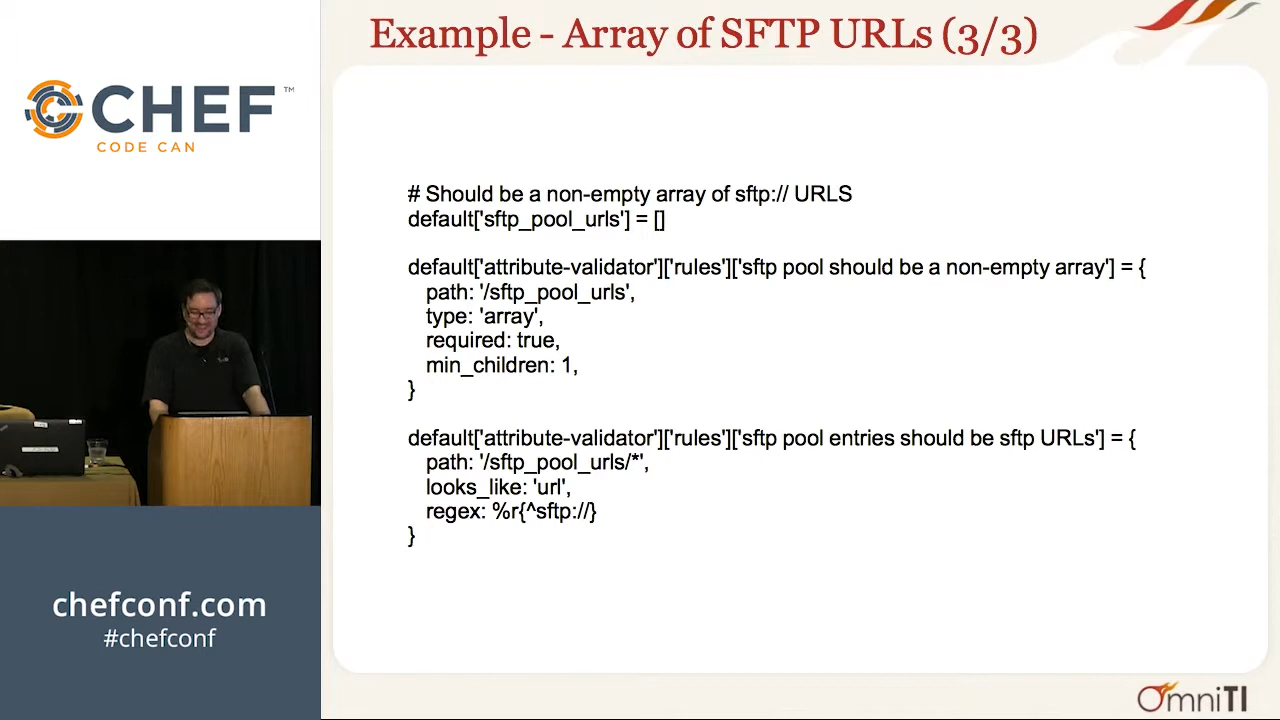 Example - Array of SFTP URLs (3/3)
CHEF™
CODE CAN
# Should be a non-empty array of sftp:// URLS
default['sftp_pool_urls'] = []
default['attribute-validator']['rules']['sftp pool should be a non-empty array'] = {
path: '/sftp_pool_urls',
type: 'array',
required: true,
min_children: 1,
}
default['attribute-validator']['rules']['sftp pool entries should be sftp URLs'] = {
path: '/sftp_pool_urls/*',
looks_like: 'url',
regex: %r{^sftp://}
}
chefconf.com
#chefconf
OmniTI